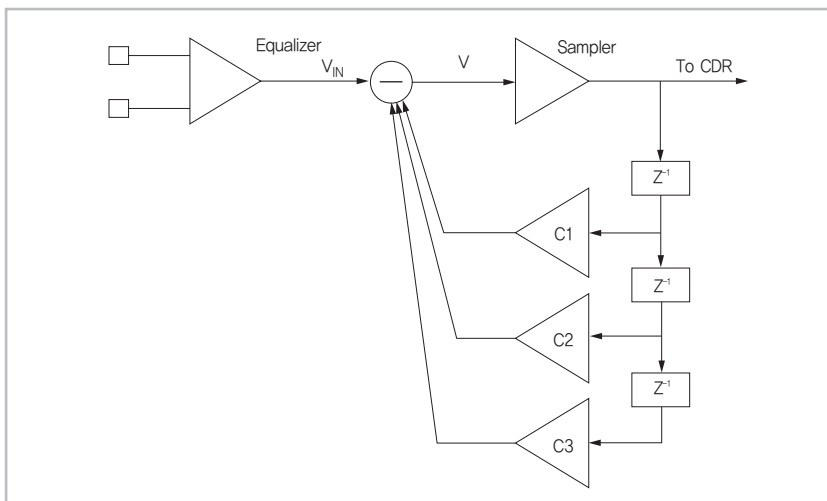 Equalizer
V_IN
—
V
Sampler
To CDR
Z⁻¹
C1
Z⁻¹
C2
Z⁻¹
C3